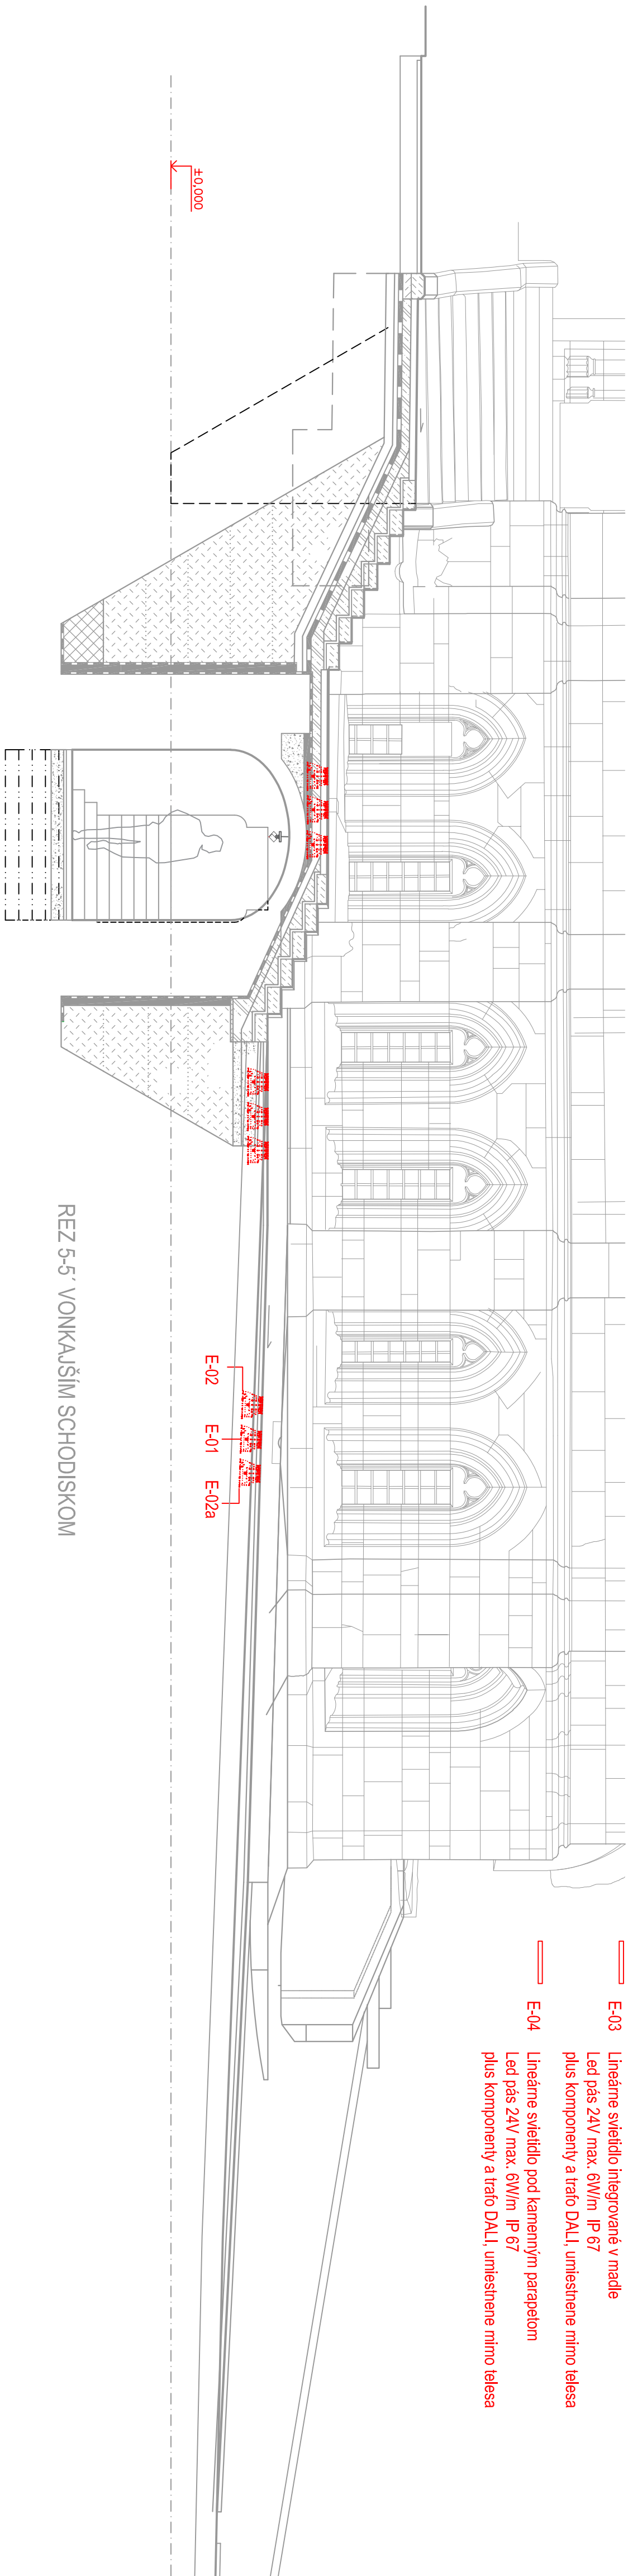 ±0,000
E-03 Lineárne svietidlo integrované v madle
Led pás 24V max. 6W/m IP 67
plus komponenty a trafo DALI, umiestnene mimo telesa
E-04 Lineárne svietidlo pod kamenným parapetom
Led pás 24V max. 6W/m IP 67
plus komponenty a trafo DALI, umiestnene mimo telesa
E-02
E-01
E-02a
REZ 5-5´ VONKAJŠÍM SCHODISKOM